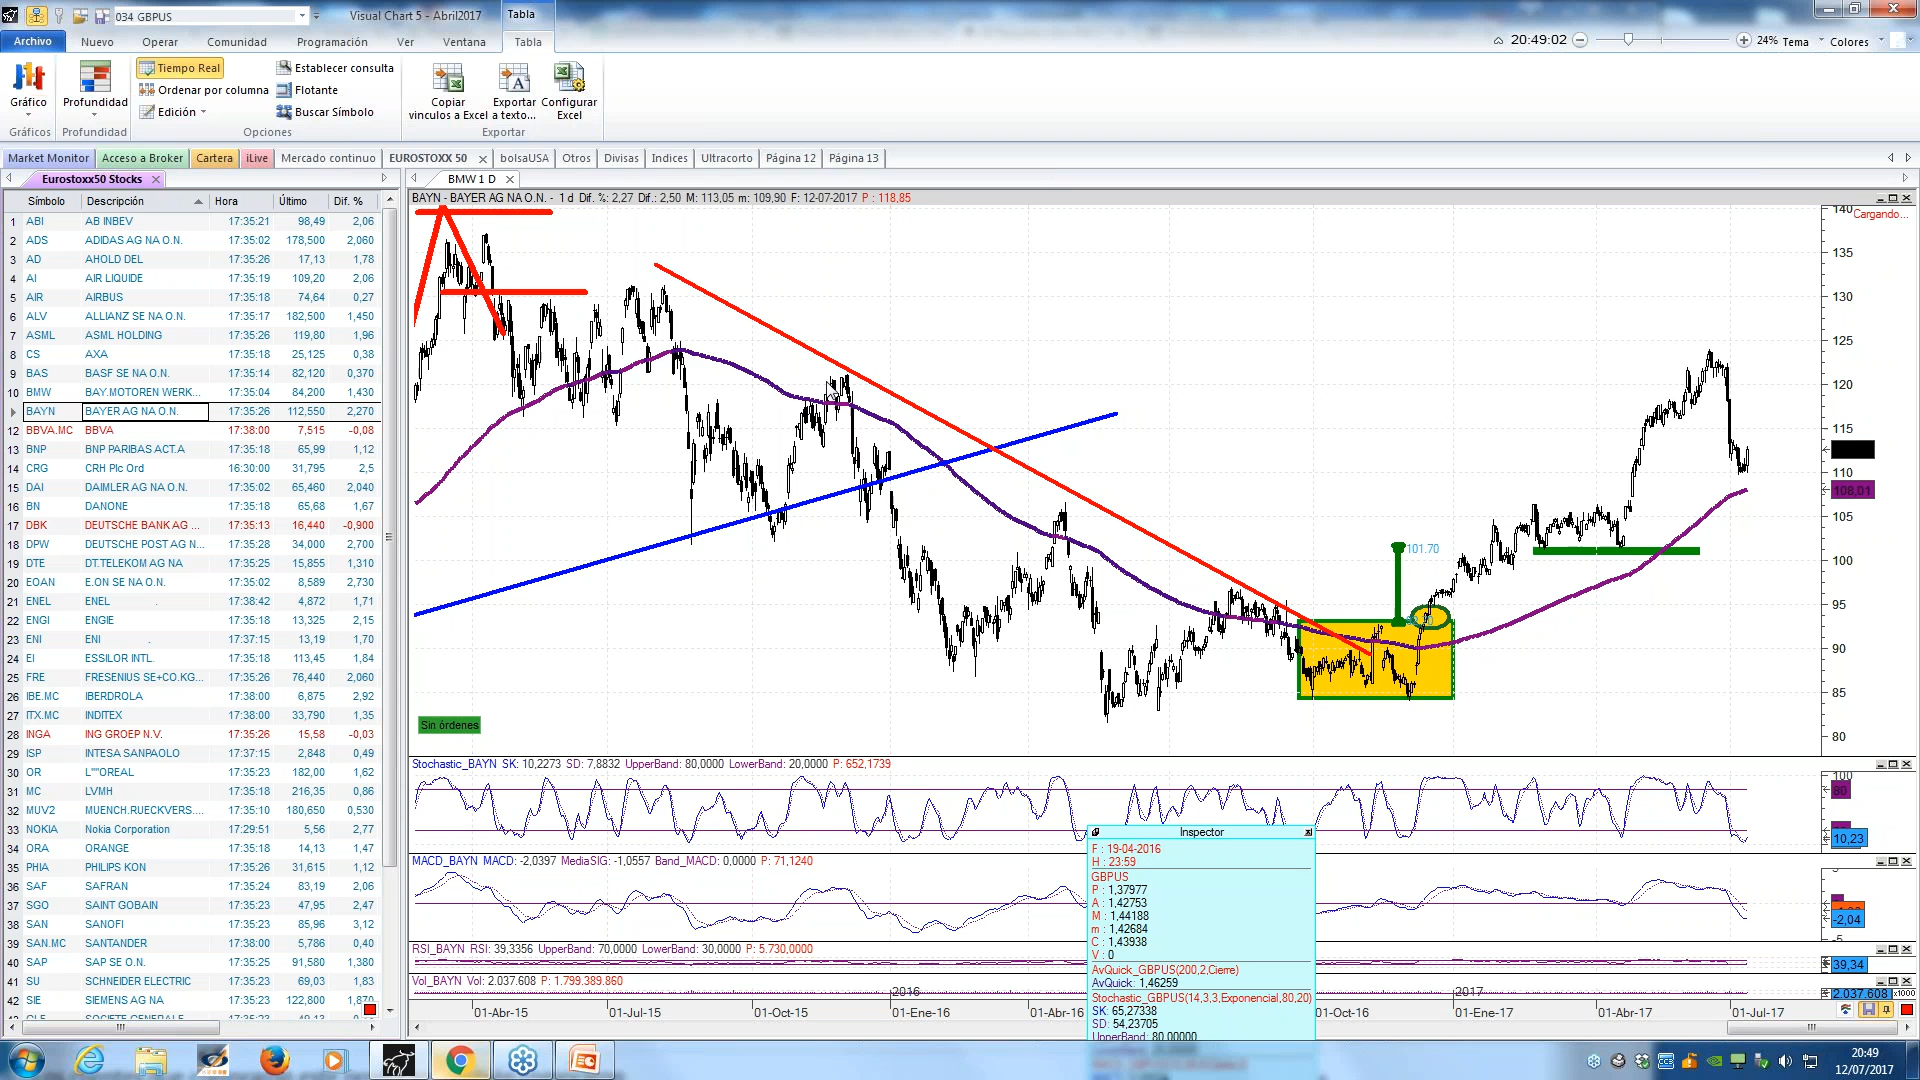 034 GBPUS
Visual Chart 5 - Abril2017
Tabla
Archivo Nuevo Operar Comunidad Programación Ver Ventana Tabla
20:49:02 24% Tema Colores
Gráfico
Profundidad
Tiempo Real
Ordenar por columna
Edición
Establecer consulta
Flotante
Buscar Símbolo
Copiar vinculos a Excel
Exportar a texto...
Configurar Excel
Gráficos Profundidad Opciones Exportar
Market Monitor Acceso a Broker Cartera iLive Mercado continuo EUROSTOXX 50 bolsaUSA Otros Divisas Indices Ultracorto Página 12 Página 13
Eurostoxx50 Stocks
BMW 1 D
Símbolo Descripción Hora Último Dif. %
1 ABI AB INBEV 17:35:21 98,49 2,06
2 ADS ADIDAS AG NA O.N. 17:35:02 178,500 2,060
3 AD AHOLD DEL 17:35:26 17,13 1,78
4 AI AIR LIQUIDE 17:35:19 109,20 2,06
5 AIR AIRBUS 17:35:18 74,64 0,27
6 ALV ALLIANZ SE NA O.N. 17:35:17 182,500 1,450
7 ASML ASML HOLDING 17:35:26 119,80 1,96
8 CS AXA 17:35:18 25,125 0,38
9 BAS BASF SE NA O.N. 17:35:14 82,120 0,370
10 BMW BAY.MOTOREN WERK... 17:35:04 84,200 1,430
BAYN BAYER AG NA O.N. 17:35:26 112,550 2,270
12 BBVA.MC BBVA 17:38:00 7,515 -0,08
13 BNP BNP PARIBAS ACT.A 17:35:18 65,99 1,12
14 CRG CRH Plc Ord 16:30:00 31,795 2,5
15 DAI DAIMLER AG NA O.N. 17:35:02 65,460 2,040
16 BN DANONE 17:35:18 65,68 1,67
17 DBK DEUTSCHE BANK AG ... 17:35:13 16,440 -0,900
18 DPW DEUTSCHE POST AG N... 17:35:28 34,000 2,700
19 DTE DT.TELEKOM AG NA 17:35:25 15,855 1,310
20 EOAN E.ON SE NA O.N. 17:35:02 8,589 2,730
21 ENEL ENEL . 17:38:42 4,872 1,71
22 ENGI ENGIE 17:35:18 13,325 2,15
23 ENI ENI . 17:37:15 13,19 1,70
24 EI ESSILOR INTL. 17:35:18 113,45 1,84
25 FRE FRESENIUS SE+CO.KG... 17:35:26 76,440 2,060
26 IBE.MC IBERDROLA 17:38:00 6,875 2,92
27 ITX.MC INDITEX 17:38:00 33,790 1,35
28 INGA ING GROEP N.V. 17:35:26 15,58 -0,03
29 ISP INTESA SANPAOLO 17:37:15 2,848 0,49
30 OR L""OREAL 17:35:23 182,00 1,62
31 MC LVMH 17:35:18 216,35 0,86
32 MUV2 MUENCH.RUECKVERS.... 17:35:10 180,650 0,530
33 NOKIA Nokia Corporation 17:29:51 5,56 2,77
34 ORA ORANGE 17:35:18 14,13 1,47
35 PHIA PHILIPS KON 17:35:26 31,615 1,12
36 SAF SAFRAN 17:35:24 83,19 2,06
37 SGO SAINT GOBAIN 17:35:23 47,95 2,47
38 SAN SANOFI 17:35:23 85,96 3,12
39 SAN.MC SANTANDER 17:38:00 5,786 0,40
40 SAP SAP SE O.N. 17:35:25 91,580 1,380
41 SU SCHNEIDER ELECTRIC 17:35:21 69,03 1,83
42 SIE SIEMENS AG NA 17:35:02 122,800 1,870
BAYN - BAYER AG NA O.N. - 1 d Dif. %: 2,27 Dif.: 2,50 M: 113,05 m: 109,90 F: 12-07-2017 P : 118,85
Cargando...
140
135
130
125
120
115
110
108,01
105
101.70
100
95
90
85
80
Sin órdenes
Stochastic_BAYN SK: 10,2273 SD: 7,8832 UpperBand: 80,0000 LowerBand: 20,0000 P: 652,1739
100
80
10,23
MACD_BAYN MACD: -2,0397 MediaSIG: -1,0557 Band_MACD: 0,0000 P: 71,1240
-2,04
-5
RSI_BAYN RSI: 39,3356 UpperBand: 70,0000 LowerBand: 30,0000 P: 5.730,0000
39,34
Vol_BAYN Vol: 2.037.608 P: 1.799.389.860
2.037.608 x1000
2016 2017
01-Abr-15 01-Jul-15 01-Oct-15 01-Ene-16 01-Abr-16 01-Oct-16 01-Ene-17 01-Abr-17 01-Jul-17
Inspector
F : 19-04-2016
H : 23:59
GBPUS
P : 1,37977
A : 1,42753
M : 1,44188
m : 1,42684
C : 1,43938
V : 0
AvQuick_GBPUS(200,2,Cierre)
AvQuick: 1,46259
Stochastic_GBPUS(14,3,3,Exponencial,80,20)
SK: 65,27338
SD: 54,23705
UpperBand: 80,00000
20:49
12/07/2017